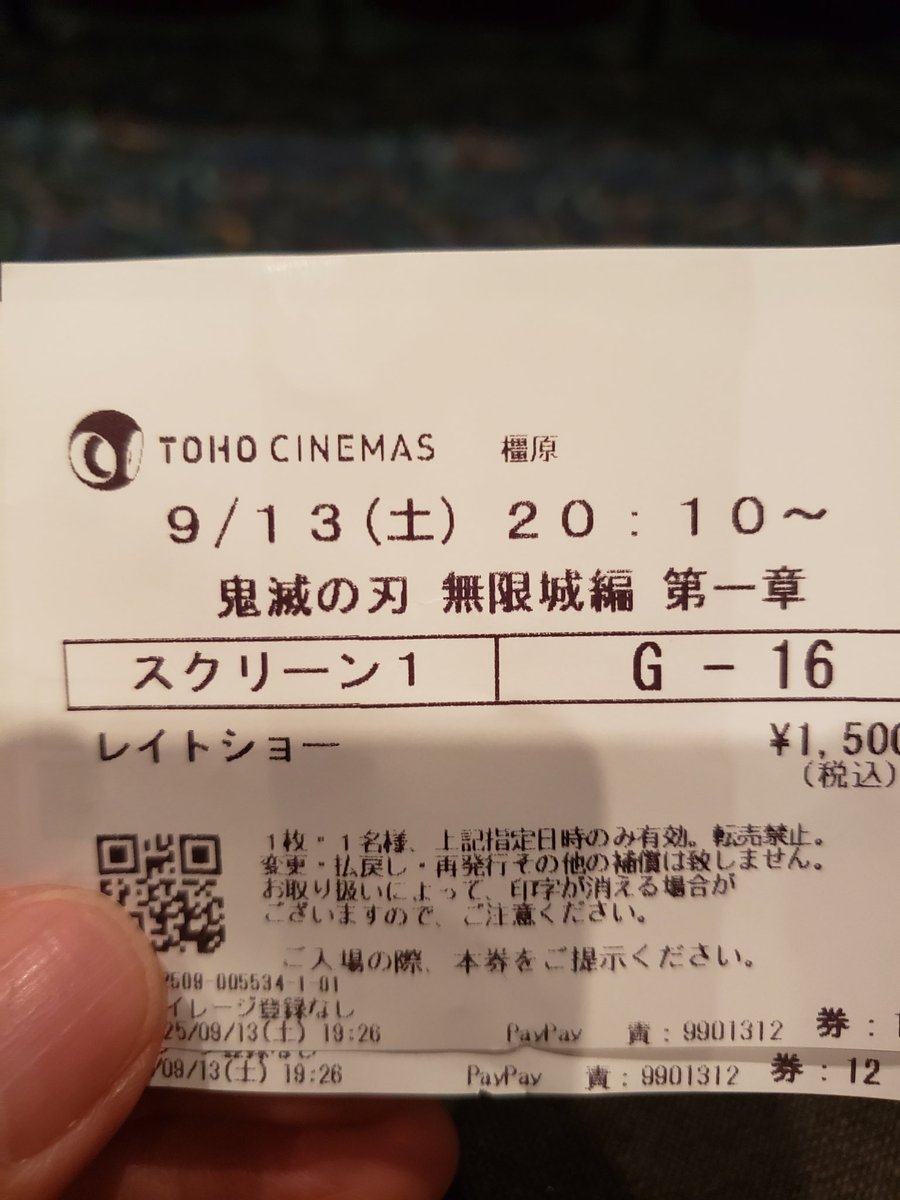 TOHO CINEMAS 橿原
9/13(土) 20:10～
鬼滅の刃 無限城編 第一章
スクリーン1 G - 16
レイトショー ¥1,500
(税込)
1枚・1名様、上記指定日時のみ有効。転売禁止。
変更・払戻し・再発行その他の補償は致しません。
お取り扱いによって、印字が消える場合が
ございますので、ご注意ください。
ご入場の際、本券をご提示ください。
2509-005534-1-01
イレージ登録なし
25/09/13(土) 19:26 PayPay 責:9901312 券:1
/09/13(土) 19:26 PayPay 責:9901312 券:12